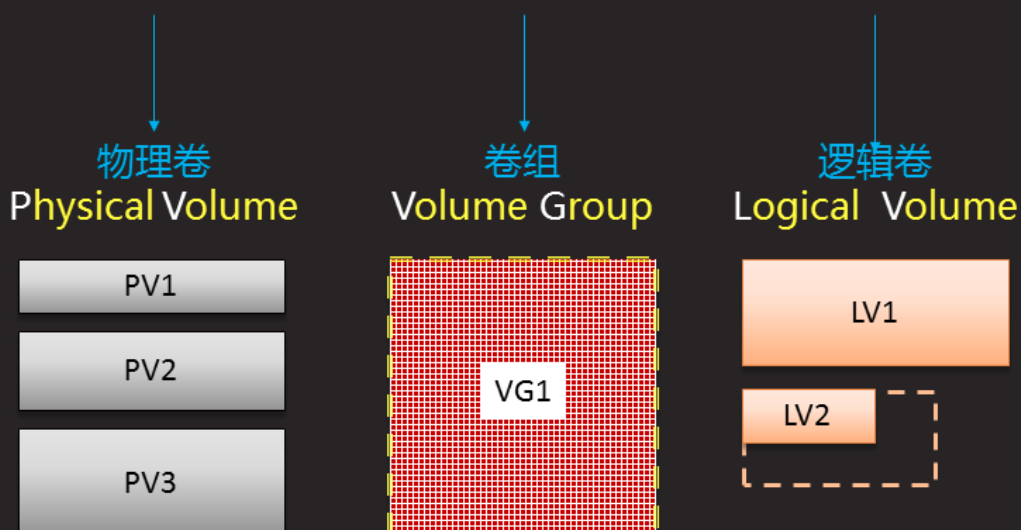 物理卷
Physical Volume
PV1
PV2
PV3
卷组
Volume Group
VG1
逻辑卷
Logical Volume
LV1
LV2